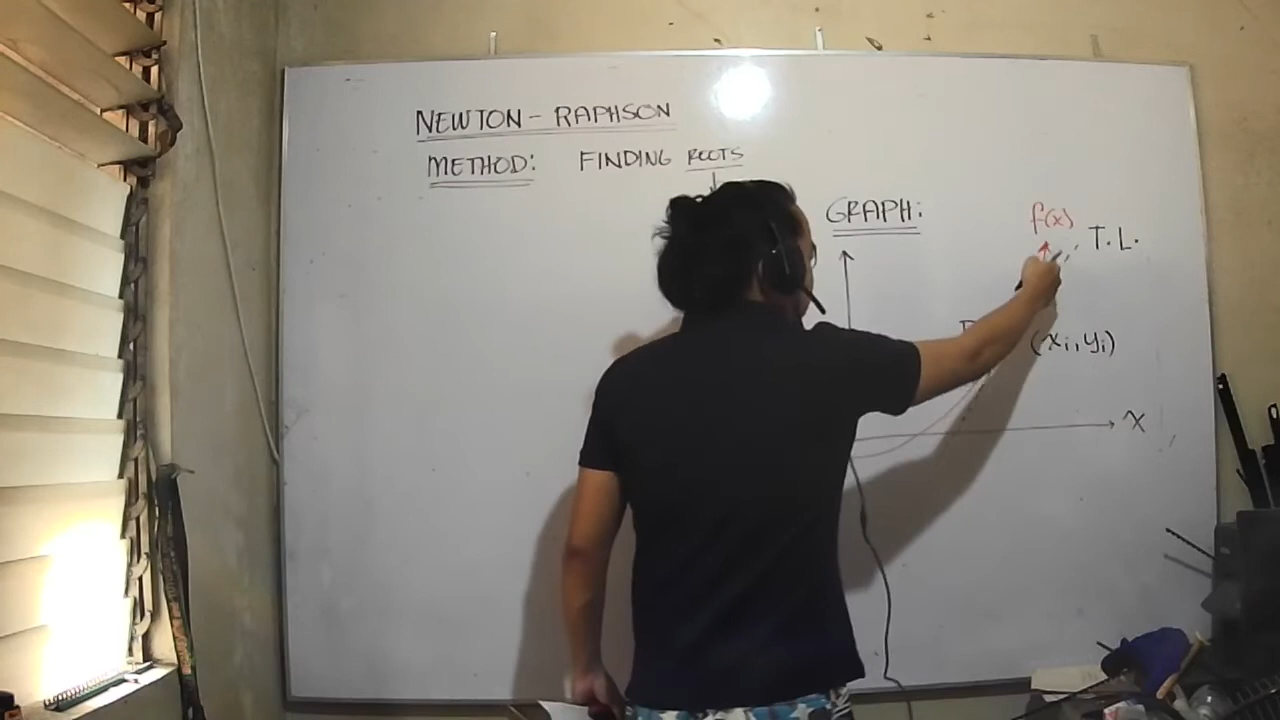 NEWTON - RAPHSON
METHOD: FINDING ROOTS
GRAPH:
f(x)
T. L.
(xi, yi)
x